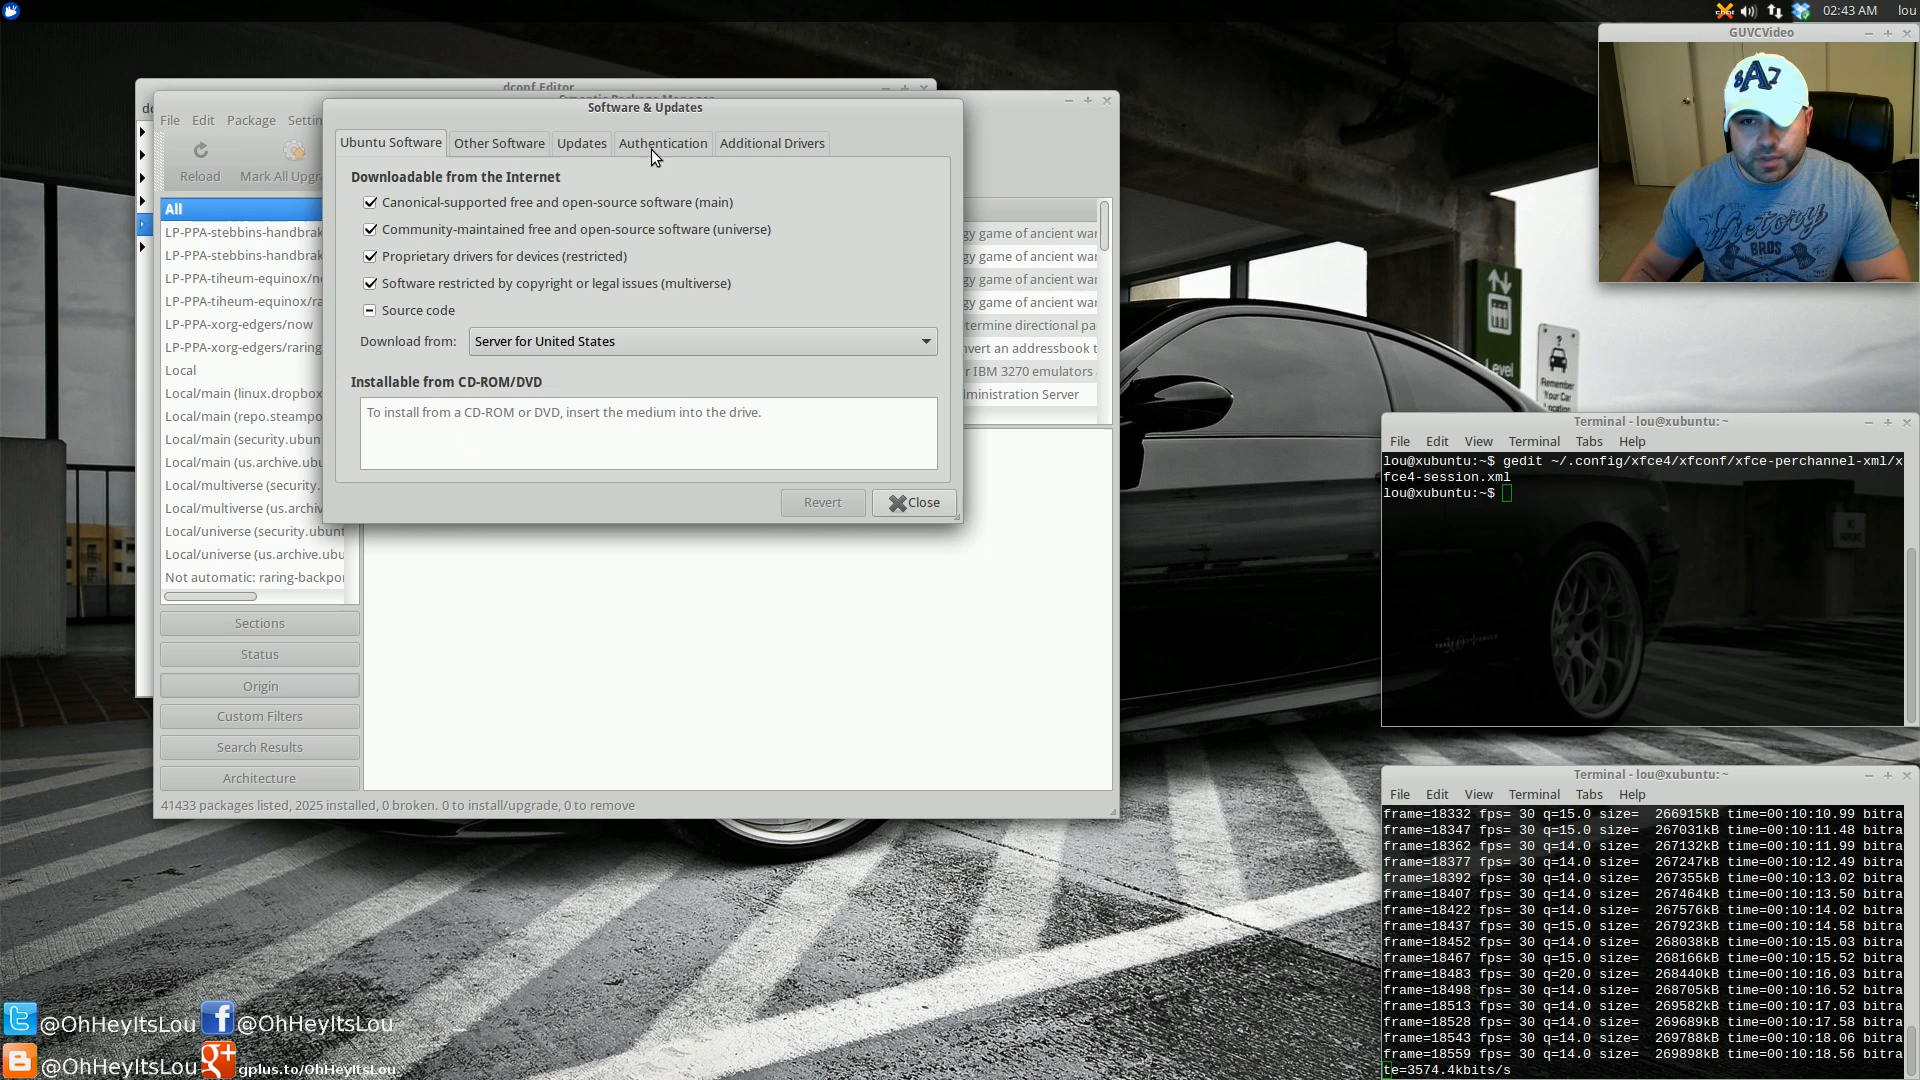 02:43 AM lou
GUVCVideo
dconf Editor
Software & Updates
File Edit Package
Reload
Ubuntu Software Other Software Updates Authentication Additional Drivers
Downloadable from the Internet
Canonical-supported free and open-source software (main)
Community-maintained free and open-source software (universe)
Proprietary drivers for devices (restricted)
Software restricted by copyright or legal issues (multiverse)
Source code
Download from: Server for United States
Installable from CD-ROM/DVD
To install from a CD-ROM or DVD, insert the medium into the drive.
Revert Close
All
LP-PPA-stebbins-handbrak
LP-PPA-stebbins-handbrak
LP-PPA-tiheum-equinox/n
LP-PPA-tiheum-equinox/ra
LP-PPA-xorg-edgers/now
LP-PPA-xorg-edgers/raring
Local
Local/main (linux.dropbox
Local/main (repo.steampo
Local/main (security.ubun
Local/main (us.archive.ubu
Local/multiverse (security.
Local/multiverse (us.archiv
Local/universe (security.ubunt
Local/universe (us.archive.ubu
Not automatic: raring-backpor
gy game of ancient war
gy game of ancient war
gy game of ancient war
gy game of ancient war
termine directional pa
nvert an addressbook t
r IBM 3270 emulators
ministration Server
Sections
Status
Origin
Custom Filters
Search Results
Architecture
41433 packages listed, 2025 installed, 0 broken. 0 to install/upgrade, 0 to remove
A
Victory
BROS
Level
Remember
Your Car
Location
Terminal - lou@xubuntu: ~
File Edit View Terminal Tabs Help
lou@xubuntu:~$ gedit ~/.config/xfce4/xfconf/xfce-perchannel-xml/x
fce4-session.xml
lou@xubuntu:~$
Terminal - lou@xubuntu: ~
File Edit View Terminal Tabs Help
frame=18332 fps= 30 q=15.0 size= 266915kB time=00:10:10.99 bitra
frame=18347 fps= 30 q=15.0 size= 267031kB time=00:10:11.48 bitra
frame=18362 fps= 30 q=14.0 size= 267132kB time=00:10:11.99 bitra
frame=18377 fps= 30 q=14.0 size= 267247kB time=00:10:12.49 bitra
frame=18392 fps= 30 q=14.0 size= 267355kB time=00:10:13.02 bitra
frame=18407 fps= 30 q=14.0 size= 267464kB time=00:10:13.50 bitra
frame=18422 fps= 30 q=14.0 size= 267576kB time=00:10:14.02 bitra
frame=18437 fps= 30 q=15.0 size= 267923kB time=00:10:14.58 bitra
frame=18452 fps= 30 q=14.0 size= 268038kB time=00:10:15.03 bitra
frame=18467 fps= 30 q=15.0 size= 268166kB time=00:10:15.52 bitra
frame=18483 fps= 30 q=20.0 size= 268440kB time=00:10:16.03 bitra
frame=18498 fps= 30 q=14.0 size= 268705kB time=00:10:16.52 bitra
frame=18513 fps= 30 q=14.0 size= 269582kB time=00:10:17.03 bitra
frame=18528 fps= 30 q=14.0 size= 269689kB time=00:10:17.58 bitra
frame=18543 fps= 30 q=14.0 size= 269788kB time=00:10:18.06 bitra
frame=18559 fps= 30 q=14.0 size= 269898kB time=00:10:18.56 bitra
te=3574.4kbits/s
@OhHeyItsLou @OhHeyItsLou
@OhHeyItsLou gplus.to/OhHeyItsLou